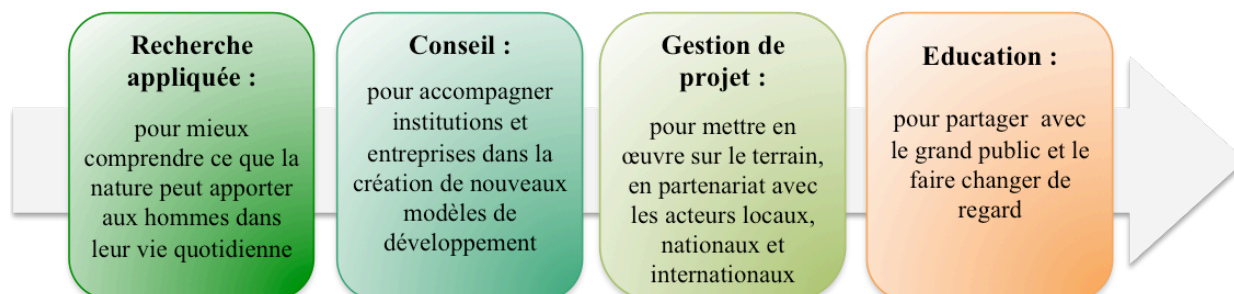 Recherche
appliquée :
pour mieux
comprendre ce que la
nature peut apporter
aux hommes dans
leur vie quotidienne
Conseil :
pour accompagner
institutions et
entreprises dans la
création de nouveaux
modèles de
développement
Gestion de
projet :
pour mettre en
œuvre sur le terrain,
en partenariat avec
les acteurs locaux,
nationaux et
internationaux
Education :
pour partager avec
le grand public et le
faire changer de
regard